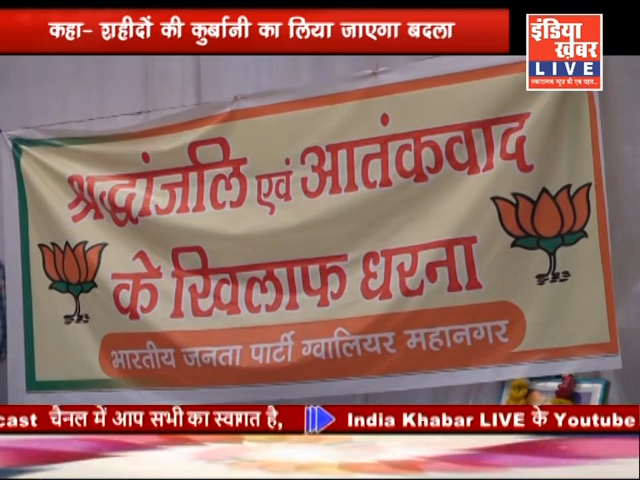 कहा- शहीदों की कुर्बानी का लिया जाएगा बदला
इंडिया
ख़बर
LIVE
श्रद्धांजलि एवं आतंकवाद
के खिलाफ धरना
भारतीय जनता पार्टी ग्वालियर महानगर
cast चैनल में आप सभी का स्वागत है, India Khabar LIVE के Youtube